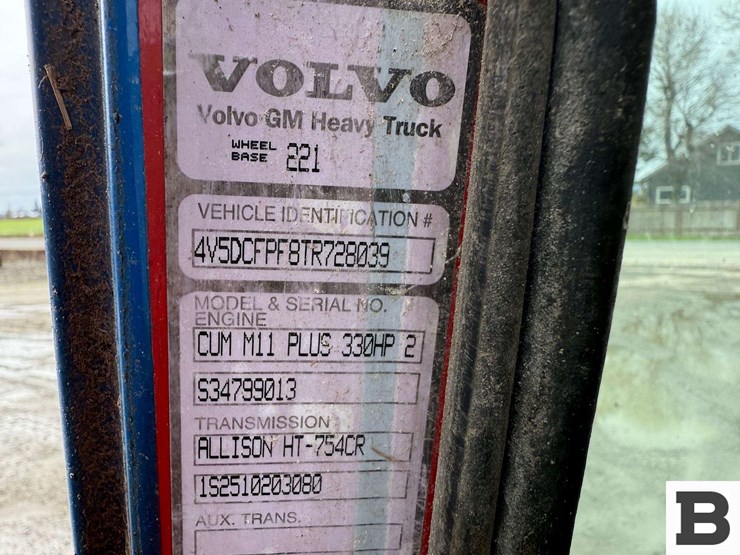 VOLVO
Volvo GM Heavy Truck
WHEEL
BASE 221
VEHICLE IDENTIFICATION #
4V5DCFPF8TR728039
MODEL & SERIAL NO.
ENGINE
CUM M11 PLUS 330HP 2
S34799013
TRANSMISSION
ALLISON HT-754CR
1S2510203080
AUX. TRANS.
B